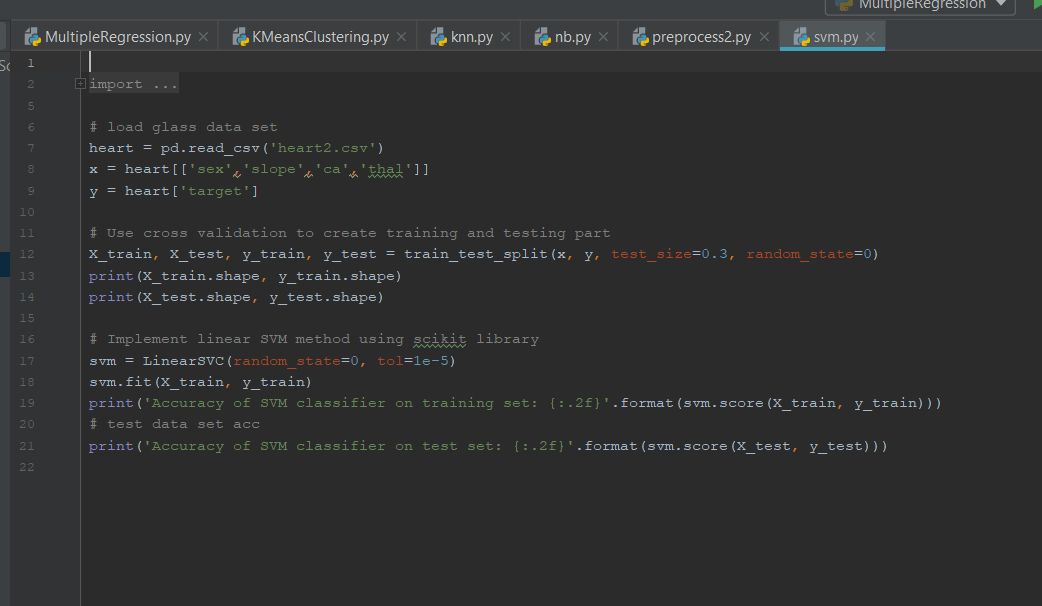 MultipleRegression
MultipleRegression.py KMeansClustering.py knn.py nb.py preprocess2.py svm.py
1
2 import ...
5
6 # load glass data set
7 heart = pd.read_csv('heart2.csv')
8 x = heart[['sex','slope','ca','thal']]
9 y = heart['target']
10
11 # Use cross validation to create training and testing part
12 X_train, X_test, y_train, y_test = train_test_split(x, y, test_size=0.3, random_state=0)
13 print(X_train.shape, y_train.shape)
14 print(X_test.shape, y_test.shape)
15
16 # Implement linear SVM method using scikit library
17 svm = LinearSVC(random_state=0, tol=1e-5)
18 svm.fit(X_train, y_train)
19 print('Accuracy of SVM classifier on training set: {:.2f}'.format(svm.score(X_train, y_train)))
20 # test data set acc
21 print('Accuracy of SVM classifier on test set: {:.2f}'.format(svm.score(X_test, y_test)))
22